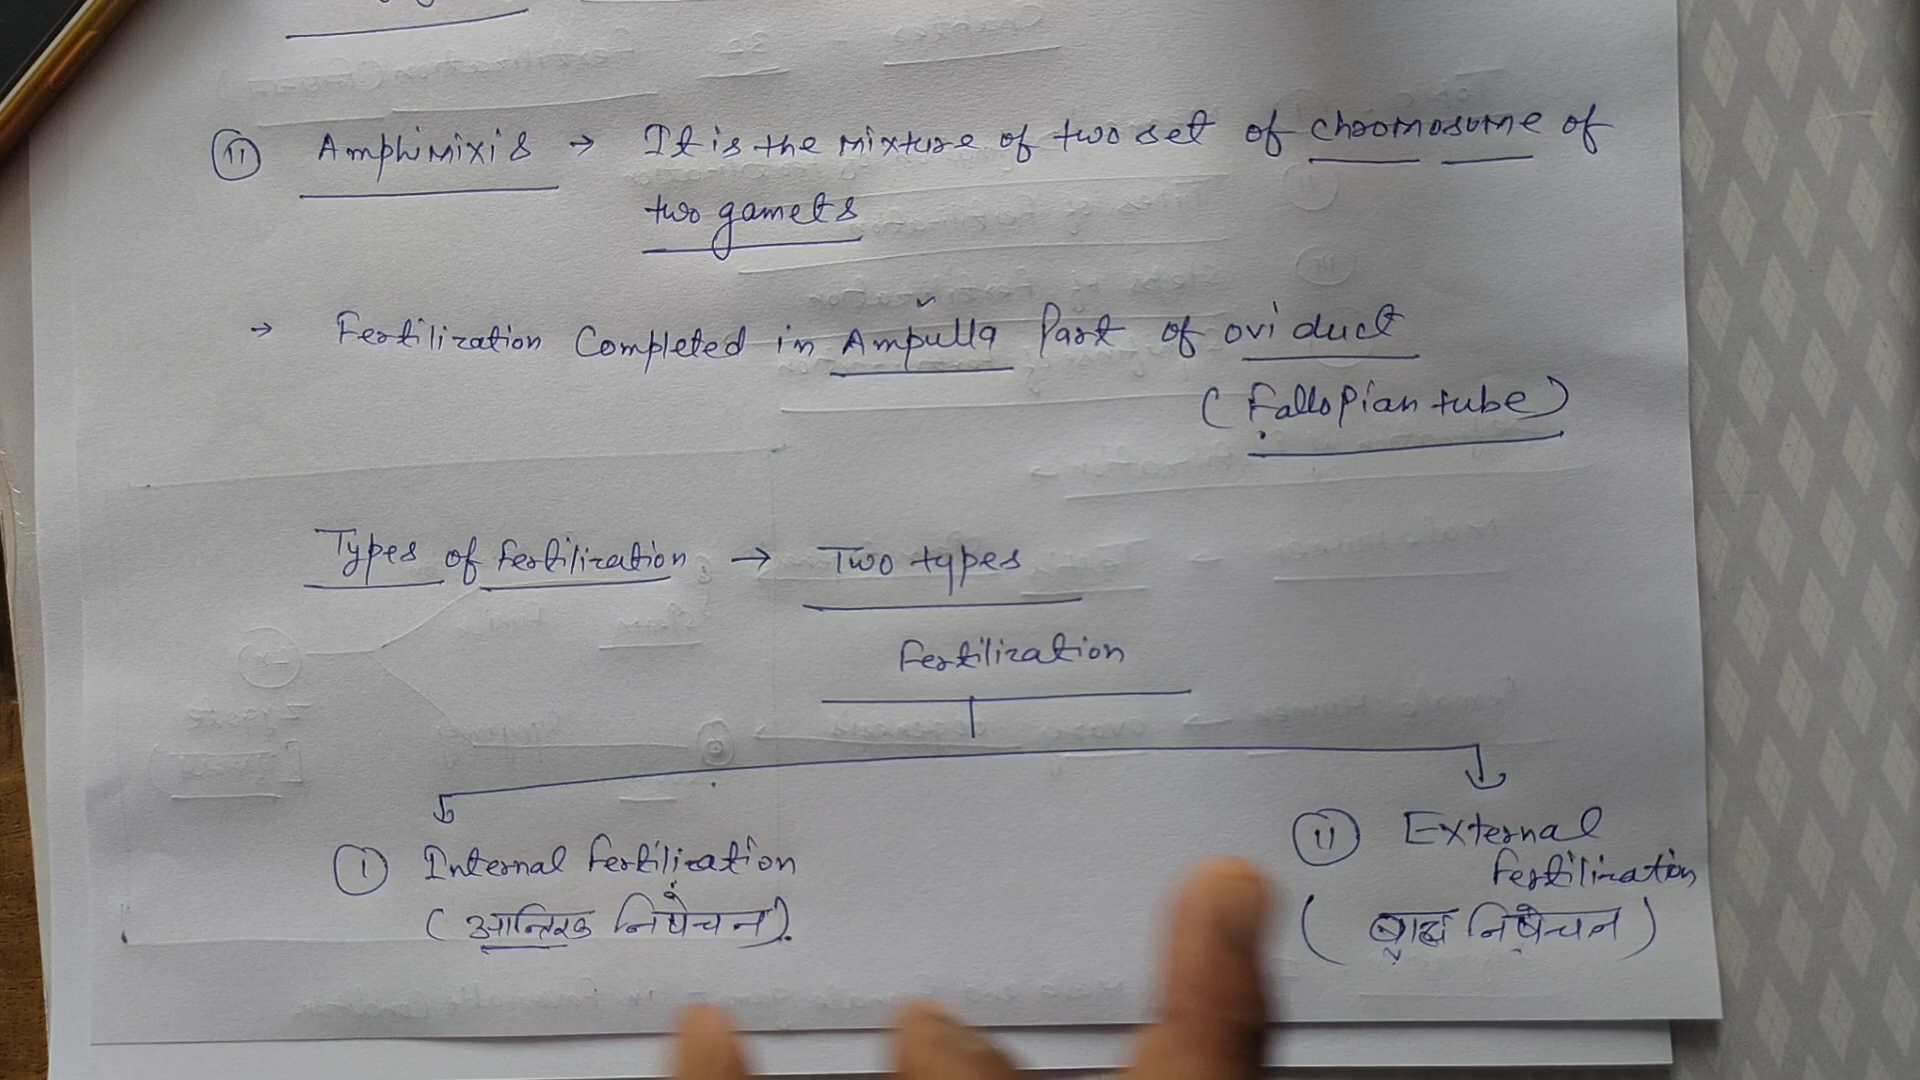 (II) Amphimixis → It is the mixture of two set of chromosome of
two gamets
→ Fertilization Completed in Ampulla Part of oviduct
(Fallopian tube)
Types of fertilization → Two types
Fertilization
(I) Internal fertilization
(आन्तिरक निषेचन).
(II) External
fertilization
(बाह्य निषेचन)